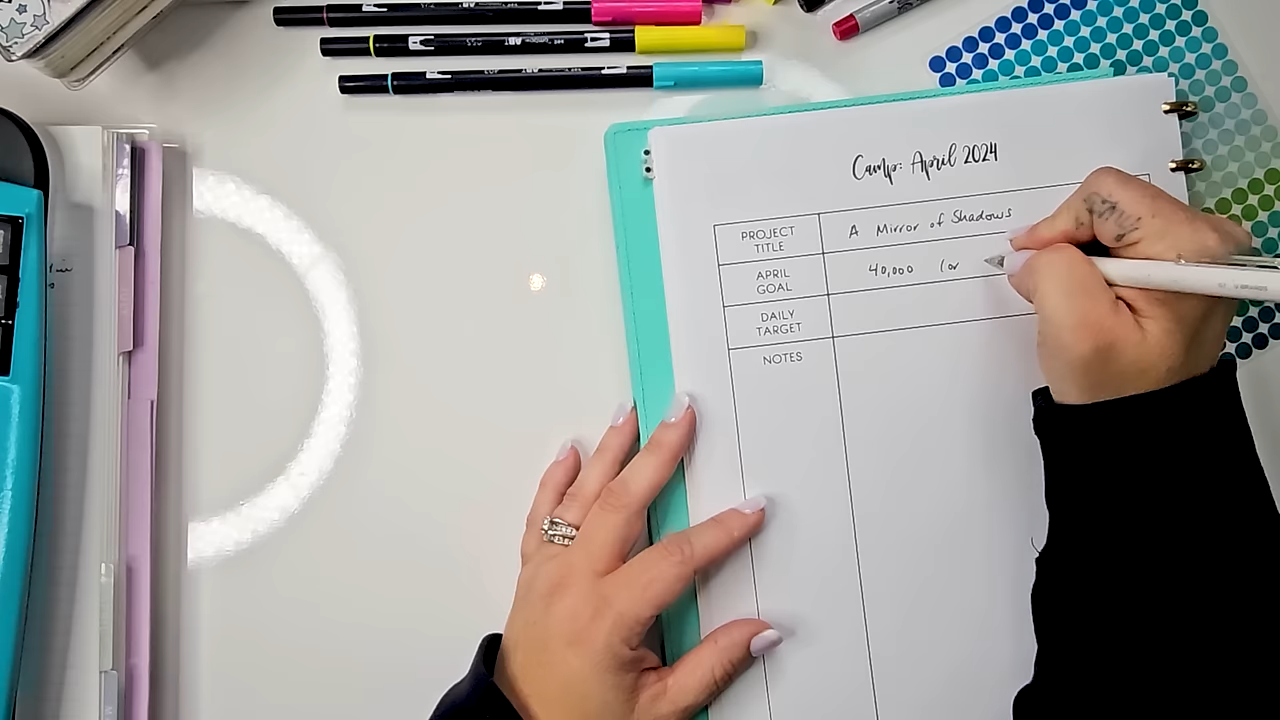 Camp: April 2024
PROJECT TITLE
A Mirror of Shadows
APRIL GOAL
40,000 (or
DAILY TARGET
NOTES